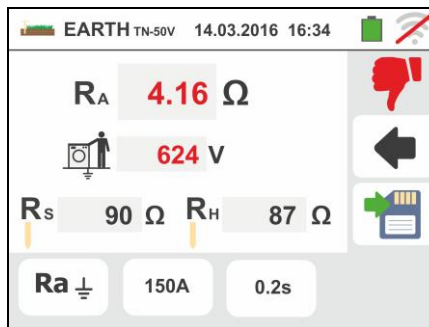 EARTH TN-50V 14.03.2016 16:34
RA 4.16 Ω
624 V
RS 90 Ω RH 87 Ω
Ra 150A 0.2s